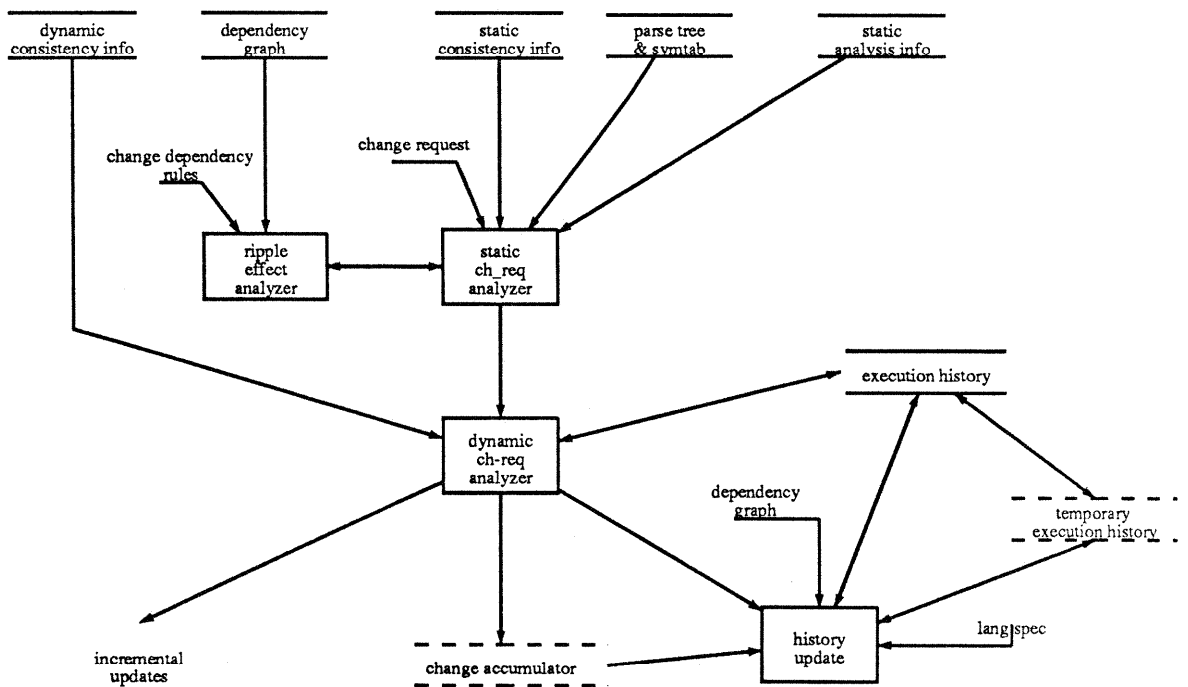 dynamic
consistency info
dependency
graph
static
consistency info
parse tree
& symtab
static
analysis info
change dependency
rules
change request
ripple
effect
analyzer
static
ch_req
analyzer
execution history
dynamic
ch-req
analyzer
dependency
graph
temporary
execution history
incremental
updates
change accumulator
history
update
lang spec